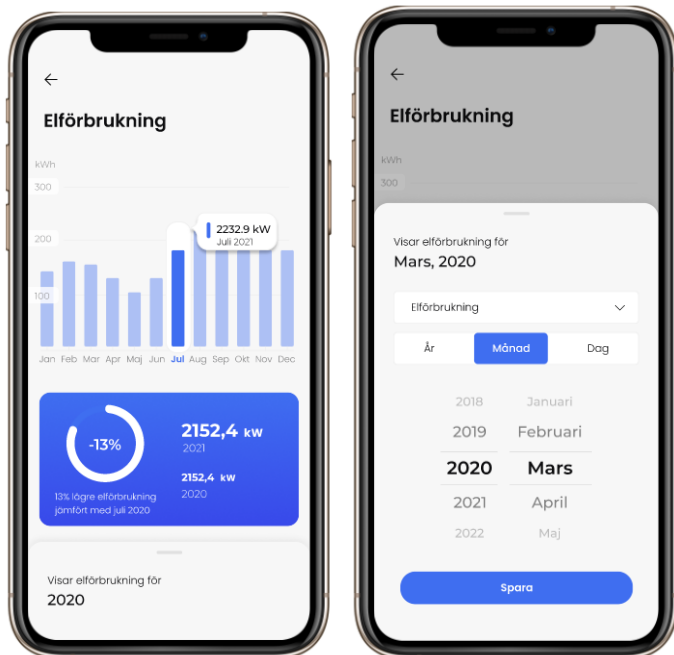 Elförbrukning
kWh
300
200
100
2232.9 kW
Juli 2021
Jan Feb Mar Apr Maj Jun Jul Aug Sep Okt Nov Dec
-13%
13% lägre elförbrukning
jämfört med juli 2020
2152,4 kW
2021
2152,4 kW
2020
Visar elförbrukning för
2020
Elförbrukning
kWh
300
Visar elförbrukning för
Mars, 2020
Elförbrukning
År Månad Dag
2018 Januari
2019 Februari
2020 Mars
2021 April
2022 Maj
Spara